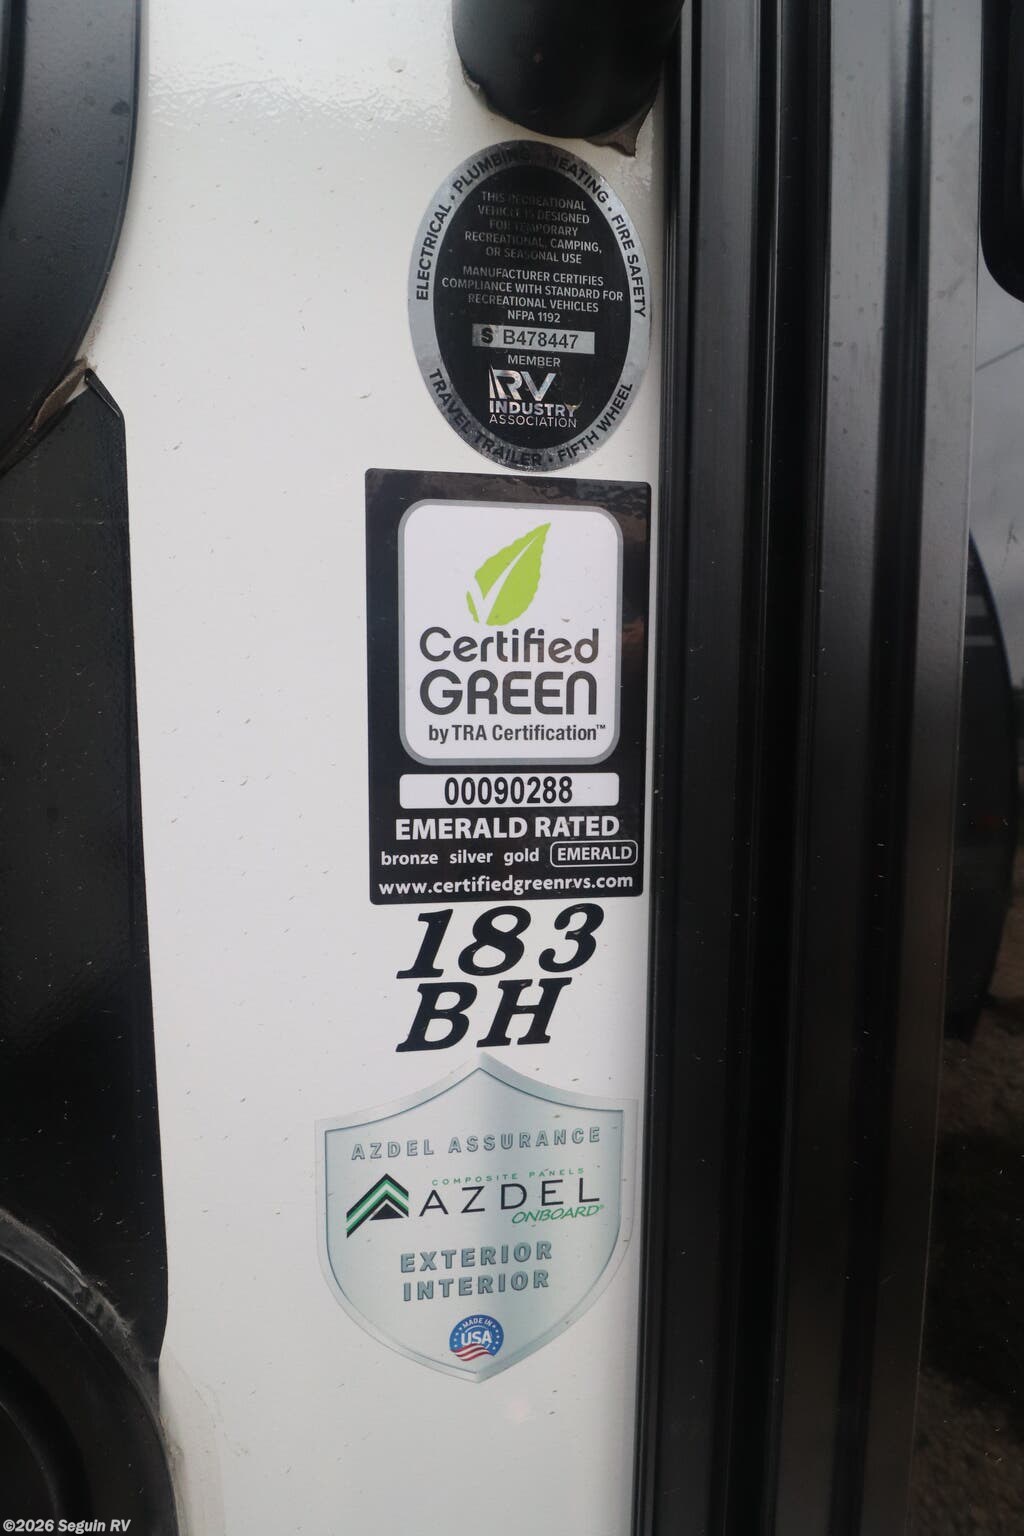 ELECTRICAL • PLUMBING • HEATING • FIRE SAFETY
THIS RECREATIONAL
VEHICLE IS DESIGNED
FOR TEMPORARY
RECREATIONAL, CAMPING,
OR SEASONAL USE
MANUFACTURER CERTIFIES
COMPLIANCE WITH STANDARD FOR
RECREATIONAL VEHICLES
NFPA 1192
S B478447
MEMBER
RV
INDUSTRY
ASSOCIATION
TRAVEL TRAILER • FIFTH WHEEL
Certified
GREEN
by TRA Certification™
00090288
EMERALD RATED
bronze silver gold EMERALD
www.certifiedgreenrvs.com
183
BH
AZDEL ASSURANCE
COMPOSITE PANELS
AZDEL
ONBOARD®
EXTERIOR
INTERIOR
MADE IN
USA
©2026 Seguin RV